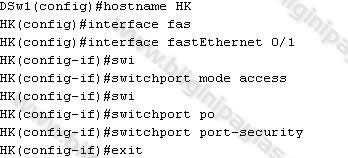 DSw1(config)#hostname HK
HK(config)#interface fas
HK(config)#interface fastEthernet 0/1
HK(config-if)#swi
HK(config-if)#switchport mode access
HK(config-if)#swi
HK(config-if)#switchport po
HK(config-if)#switchport port-security
HK(config-if)#exit